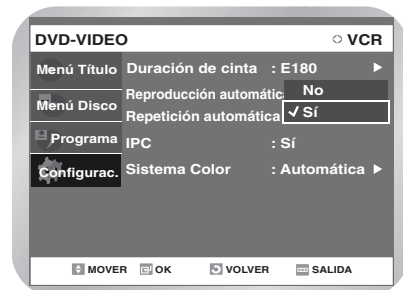 DVD-VIDEO VCR
Menú Título Duración de cinta : E180
Reproducción automátic No
Menú Disco Sí
Repetición automática
Programa IPC : Sí
Configurac. Sistema Color : Automática
MOVER OK VOLVER SALIDA